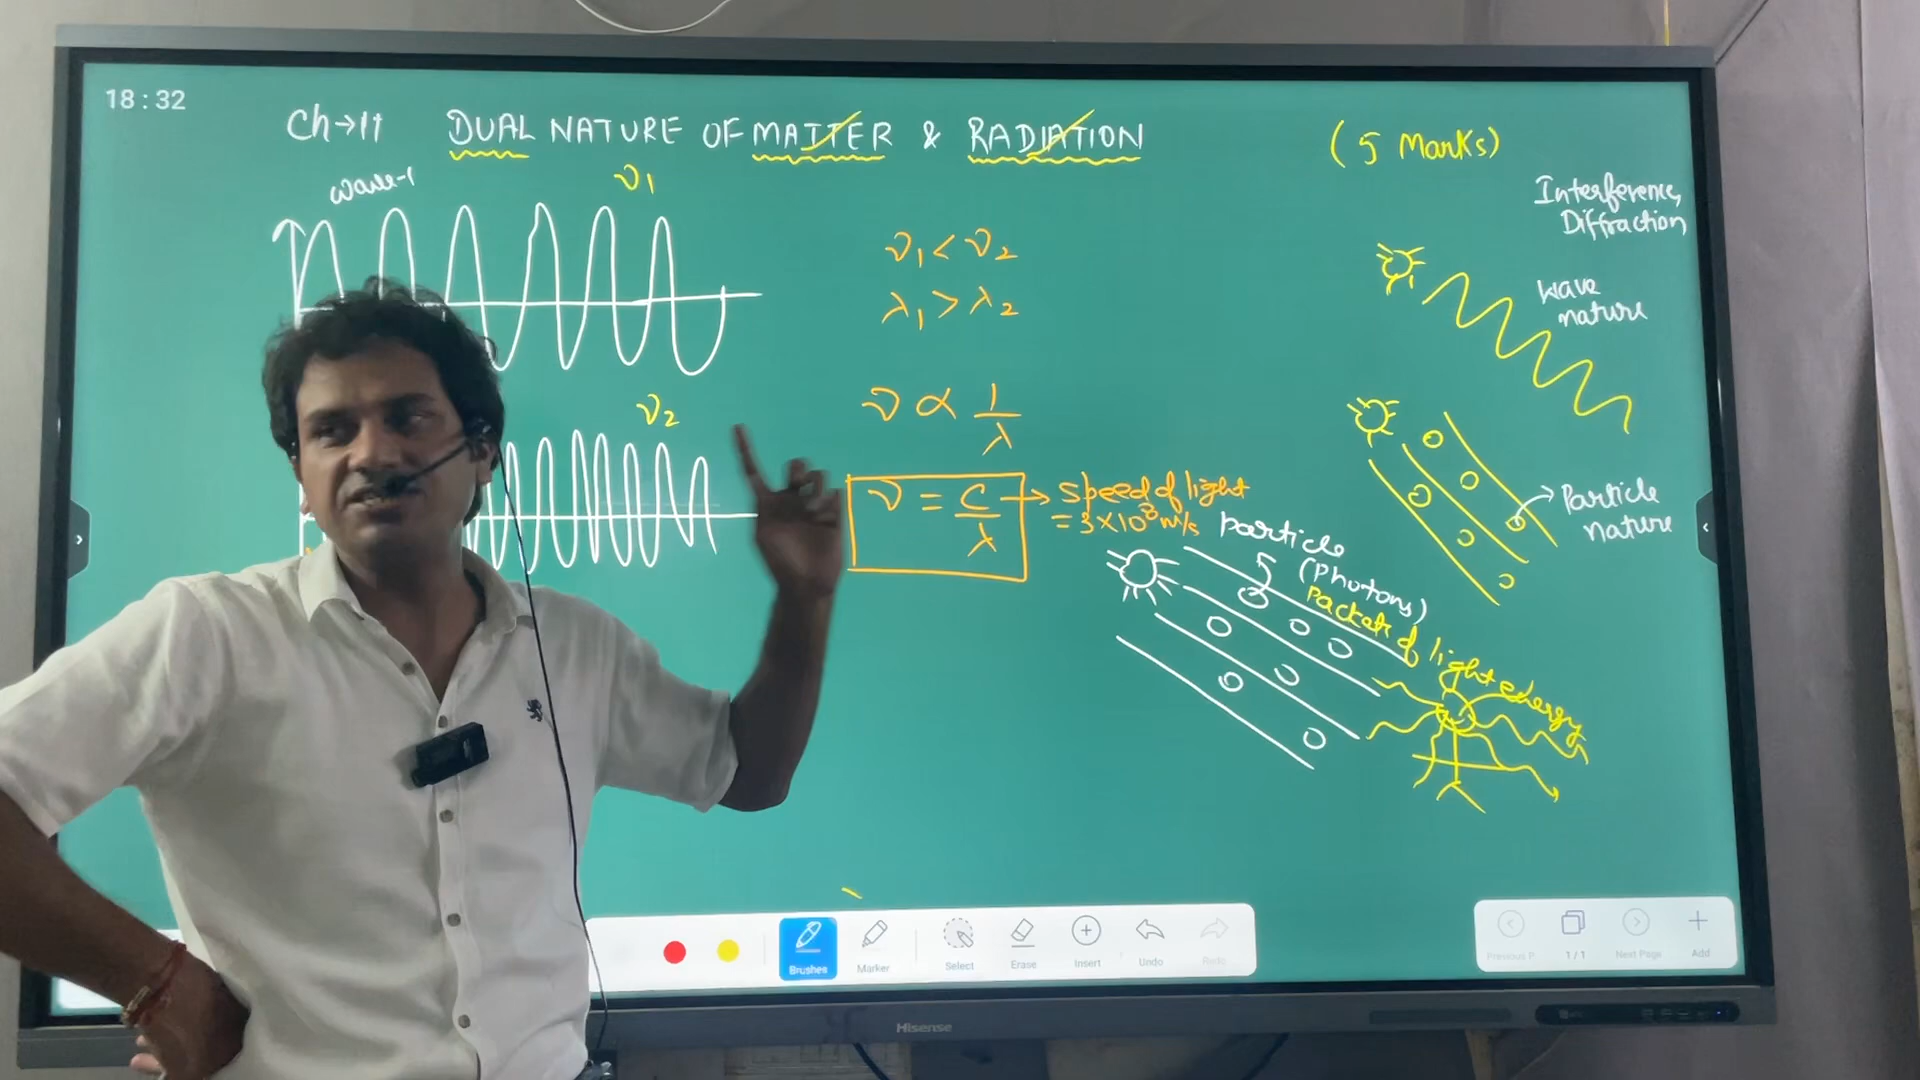 18:32
Ch→11 DUAL NATURE OF MATTER & RADIATION
(5 Marks)
wave-1
ν1
ν1 < ν2
λ1 > λ2
Interference,
Diffraction
wave
nature
ν2
ν ∝ 1/λ
ν = c/λ → speed of light
= 3×10⁸ m/s
Particle
nature
particle
(Photons)
Packets of light energy
Brushes
Marker
Select
Erase
Insert
Undo
Redo
Previous P
1/1
Next Page
Add
Hisense